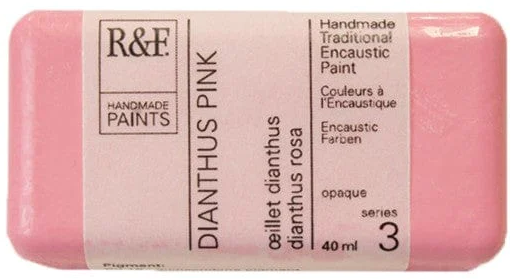 R&F.
HANDMADE
PAINTS
DIANTHUS PINK
œillet dianthus
dianthus rosa
Handmade
Traditional
Encaustic
Paint
Couleurs à
l'Encaustique
Encaustic
Farben
opaque
series
40 ml 3
Pigment: